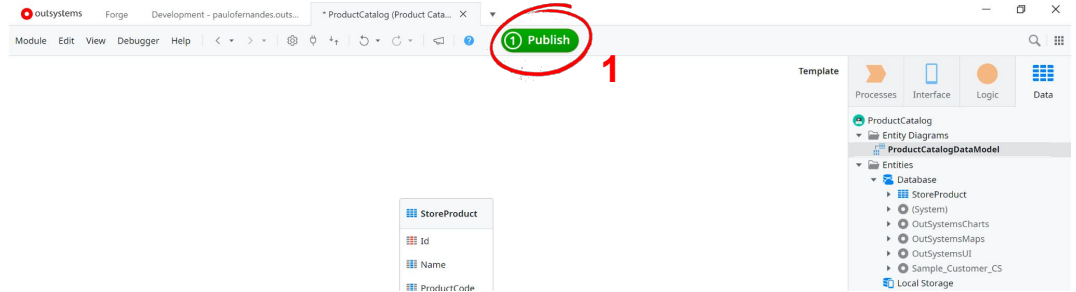 outsystems Forge Development - paulofernandes.outs... * ProductCatalog (Product Cata... X
Module Edit View Debugger Help ? 1 Publish
1
Template
Processes Interface Logic Data
ProductCatalog
Entity Diagrams
ProductCatalogDataModel
Entities
Database
StoreProduct
(System)
OutSystemsCharts
OutSystemsMaps
OutSystemsUI
Sample_Customer_CS
Local Storage
StoreProduct
Id
Name
ProductCode